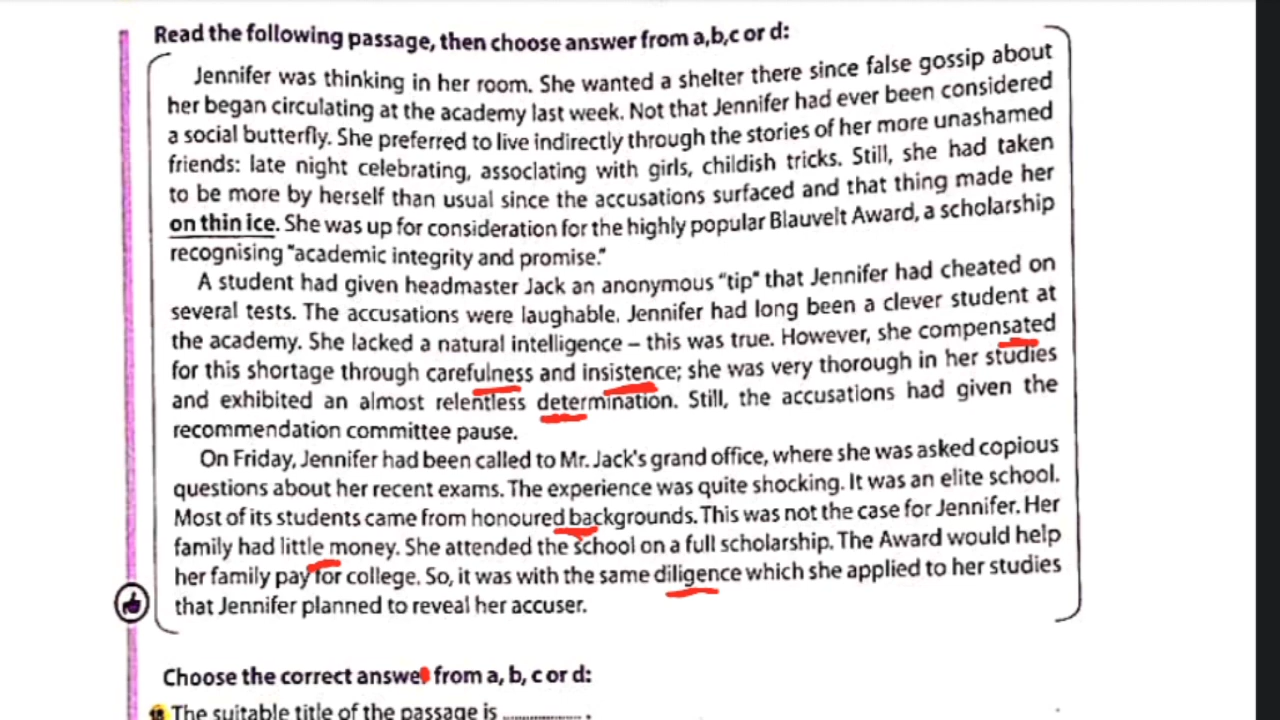 Read the following passage, then choose answer from a,b,c or d:
Jennifer was thinking in her room. She wanted a shelter there since false gossip about
her began circulating at the academy last week. Not that Jennifer had ever been considered
a social butterfly. She preferred to live indirectly through the stories of her more unashamed
friends: late night celebrating, assoclating with girls, childish tricks. Still, she had taken
to be more by herself than usual since the accusations surfaced and that thing made her
on thin ice. She was up for consideration for the highly popular Blauvelt Award, a scholarship
recognising "academic integrity and promise."
A student had given headmaster Jack an anonymous "tip" that Jennifer had cheated on
several tests. The accusations were laughable. Jennifer had long been a clever student at
the academy. She lacked a natural intelligence – this was true. However, she compensated
for this shortage through carefulness and insistence; she was very thorough in her studies
and exhibited an almost relentless determination. Still, the accusations had given the
recommendation committee pause.
On Friday, Jennifer had been called to Mr. Jack's grand office, where she was asked copious
questions about her recent exams. The experience was quite shocking. It was an elite school.
Most of its students came from honoured backgrounds. This was not the case for Jennifer. Her
family had little money. She attended the school on a full scholarship. The Award would help
her family pay for college. So, it was with the same diligence which she applied to her studies
that Jennifer planned to reveal her accuser.
Choose the correct answer from a, b, c or d:
18 The suitable title of the passage is ............ .